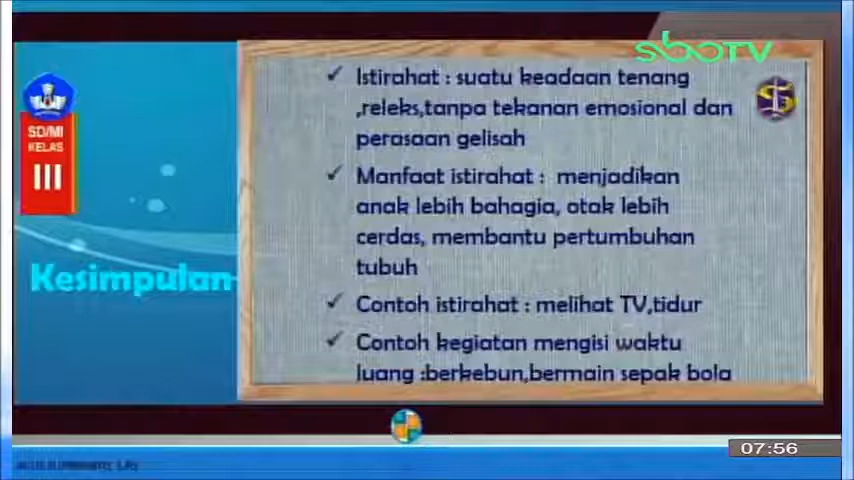 sboTV
✓ Istirahat : suatu keadaan tenang
,releks,tanpa tekanan emosional dan
perasaan gelisah
SD/MI
KELAS
III
✓ Manfaat istirahat : menjadikan
anak lebih bahagia, otak lebih
cerdas, membantu pertumbuhan
tubuh
Kesimpulan
✓ Contoh istirahat : melihat TV,tidur
✓ Contoh kegiatan mengisi waktu
luang :berkebun,bermain sepak bola
07:56